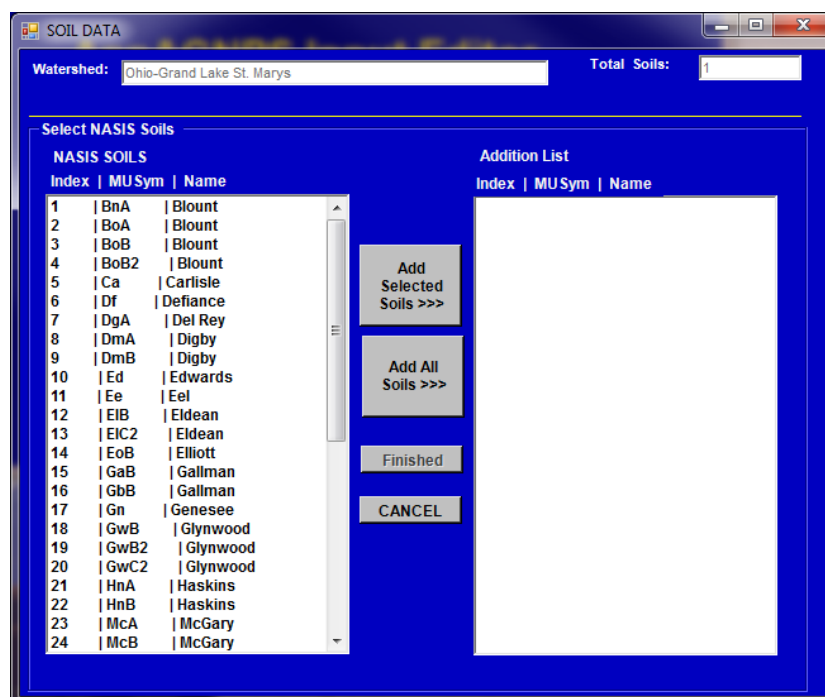 SOIL DATA
Watershed: Ohio-Grand Lake St. Marys Total Soils: 1
Select NASIS Soils
NASIS SOILS
Index | MUSym | Name
1 | BnA | Blount
2 | BoA | Blount
3 | BoB | Blount
4 | BoB2 | Blount
5 | Ca | Carlisle
6 | Df | Defiance
7 | DgA | Del Rey
8 | DmA | Digby
9 | DmB | Digby
10 | Ed | Edwards
11 | Ee | Eel
12 | ElB | Eldean
13 | ElC2 | Eldean
14 | EoB | Elliott
15 | GaB | Gallman
16 | GbB | Gallman
17 | Gn | Genesee
18 | GwB | Glynwood
19 | GwB2 | Glynwood
20 | GwC2 | Glynwood
21 | HnA | Haskins
22 | HnB | Haskins
23 | McA | McGary
24 | McB | McGary
Add
Selected
Soils >>>
Add All
Soils >>>
Finished
CANCEL
Addition List
Index | MUSym | Name